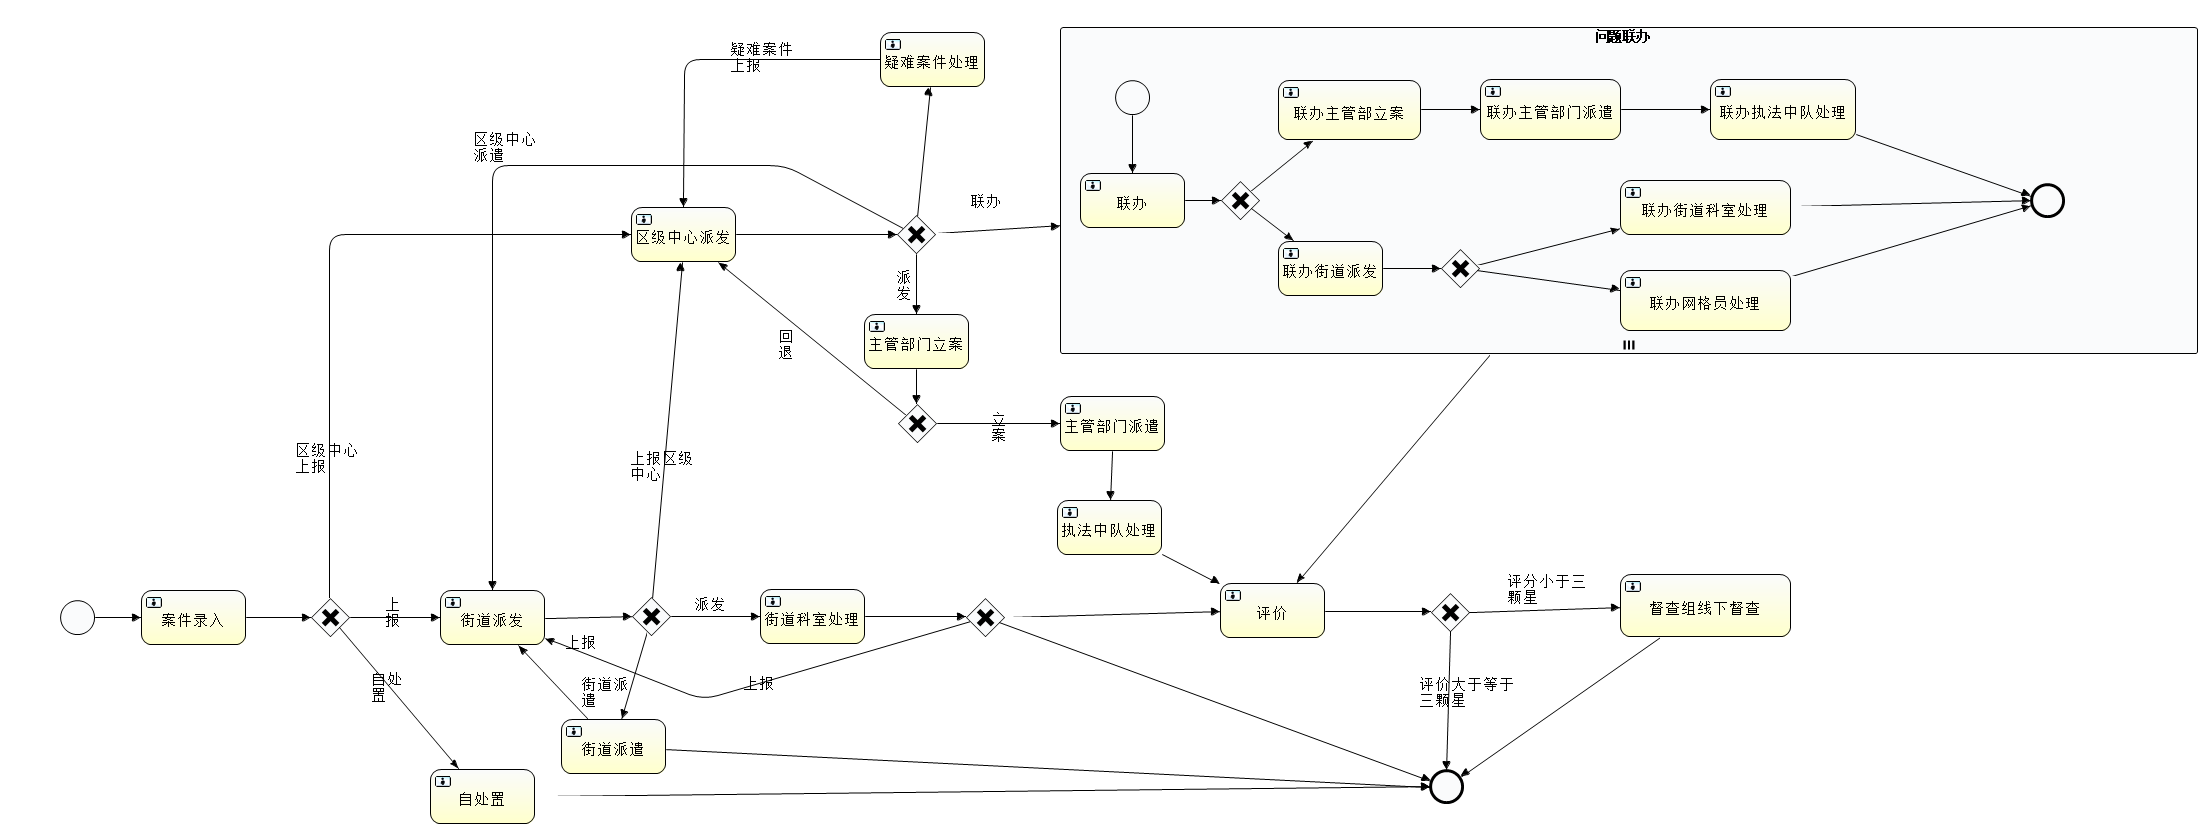 问题联办
疑难案件
上报
疑难案件处理
联办主管部立案
联办主管部门派遣
联办执法中队处理
区级中心
派遣
联办
联办
联办街道科室处理
区级中心派发
联办街道派发
派
发
联办网格员处理
回
退
主管部门立案
立
案
主管部门派遣
区级中心
上报
上报区级
中心
执法中队处理
案件录入
上
报
街道派发
派发
街道科室处理
评价
评分小于三
颗星
督查组线下督查
上报
自处
置
街道派
遣
上报
评价大于等于
三颗星
街道派遣
自处置